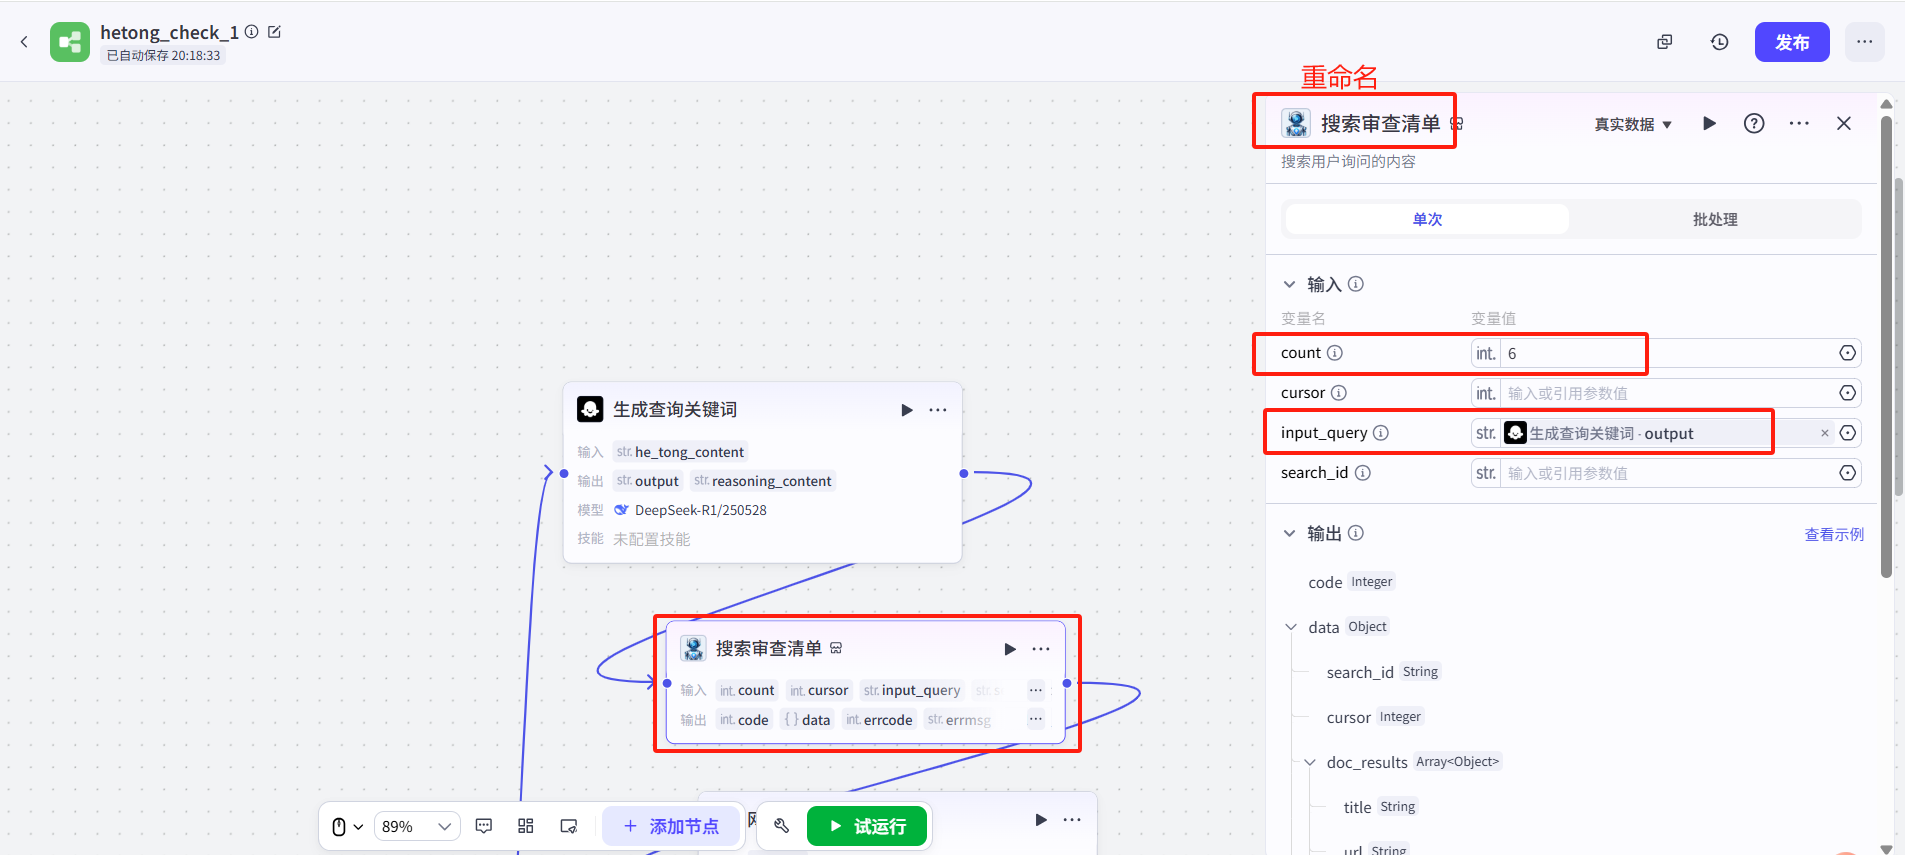 hetong_check_1
已自动保存 20:18:33
发布
重命名
搜索审查清单
真实数据
搜索用户询问的内容
单次
批处理
输入
变量名
变量值
count
int. 6
cursor
int. 输入或引用参数值
input_query
str. 生成查询关键词 · output
search_id
str. 输入或引用参数值
输出
查看示例
code Integer
data Object
search_id String
cursor Integer
doc_results Array<Object>
title String
url String
生成查询关键词
输入 str. he_tong_content
输出 str. output str. reasoning_content
模型 DeepSeek-R1/250528
技能 未配置技能
搜索审查清单
输入 int. count int. cursor str. input_query str.
输出 int. code { } data int. errcode str. errmsg
89%
添加节点
试运行